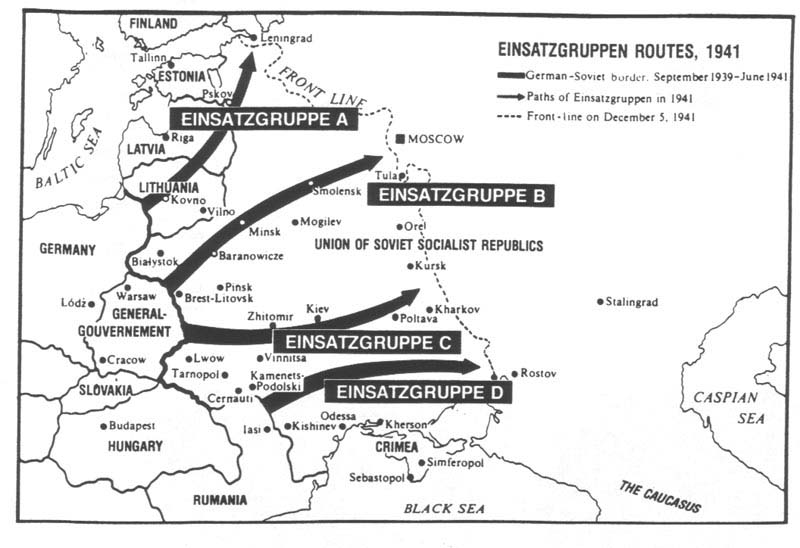 EINSATZGRUPPEN ROUTES, 1941
German-Soviet border, September 1939-June 1941
Paths of Einsatzgruppen in 1941
Front-line on December 5, 1941
FINLAND
Leningrad
Tallinn
ESTONIA
FRONT LINE
Pskov
EINSATZGRUPPE A
BALTIC SEA
Riga
LATVIA
MOSCOW
LITHUANIA
Kovno
Vilno
Smolensk
Tula
EINSATZGRUPPE B
Minsk
Mogilev
Orel
UNION OF SOVIET SOCIALIST REPUBLICS
GERMANY
Białystok
Baranowicze
Kursk
Pinsk
Warsaw
Brest-Litovsk
Łódź
GENERAL-
GOUVERNEMENT
Zhitomir
Kiev
Poltava
Kharkov
Stalingrad
EINSATZGRUPPE C
Cracow
Lwow
Vinnitsa
Tarnopol
Kamenets-
Podolski
SLOVAKIA
Cernauti
EINSATZGRUPPE D
Rostov
CASPIAN
SEA
Budapest
HUNGARY
Iasi
Kishinev
Odessa
Kherson
CRIMEA
Simferopol
Sebastopol
RUMANIA
BLACK SEA
THE CAUCASUS